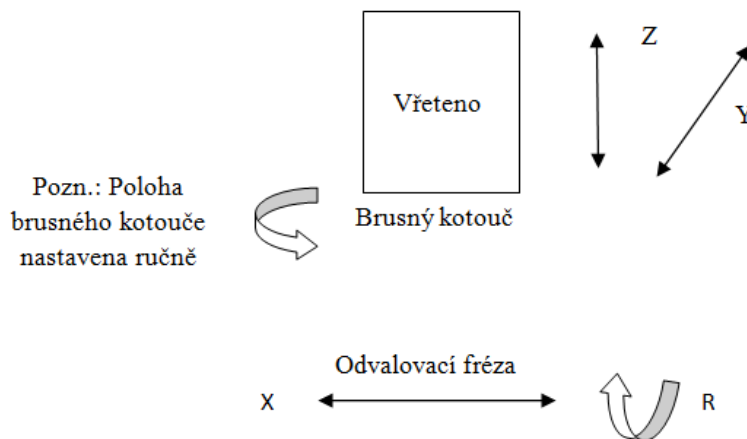 Z
Vřeteno
Y
Pozn.: Poloha
brusného kotouče
nastavena ručně
Brusný kotouč
Odvalovací fréza
X
R